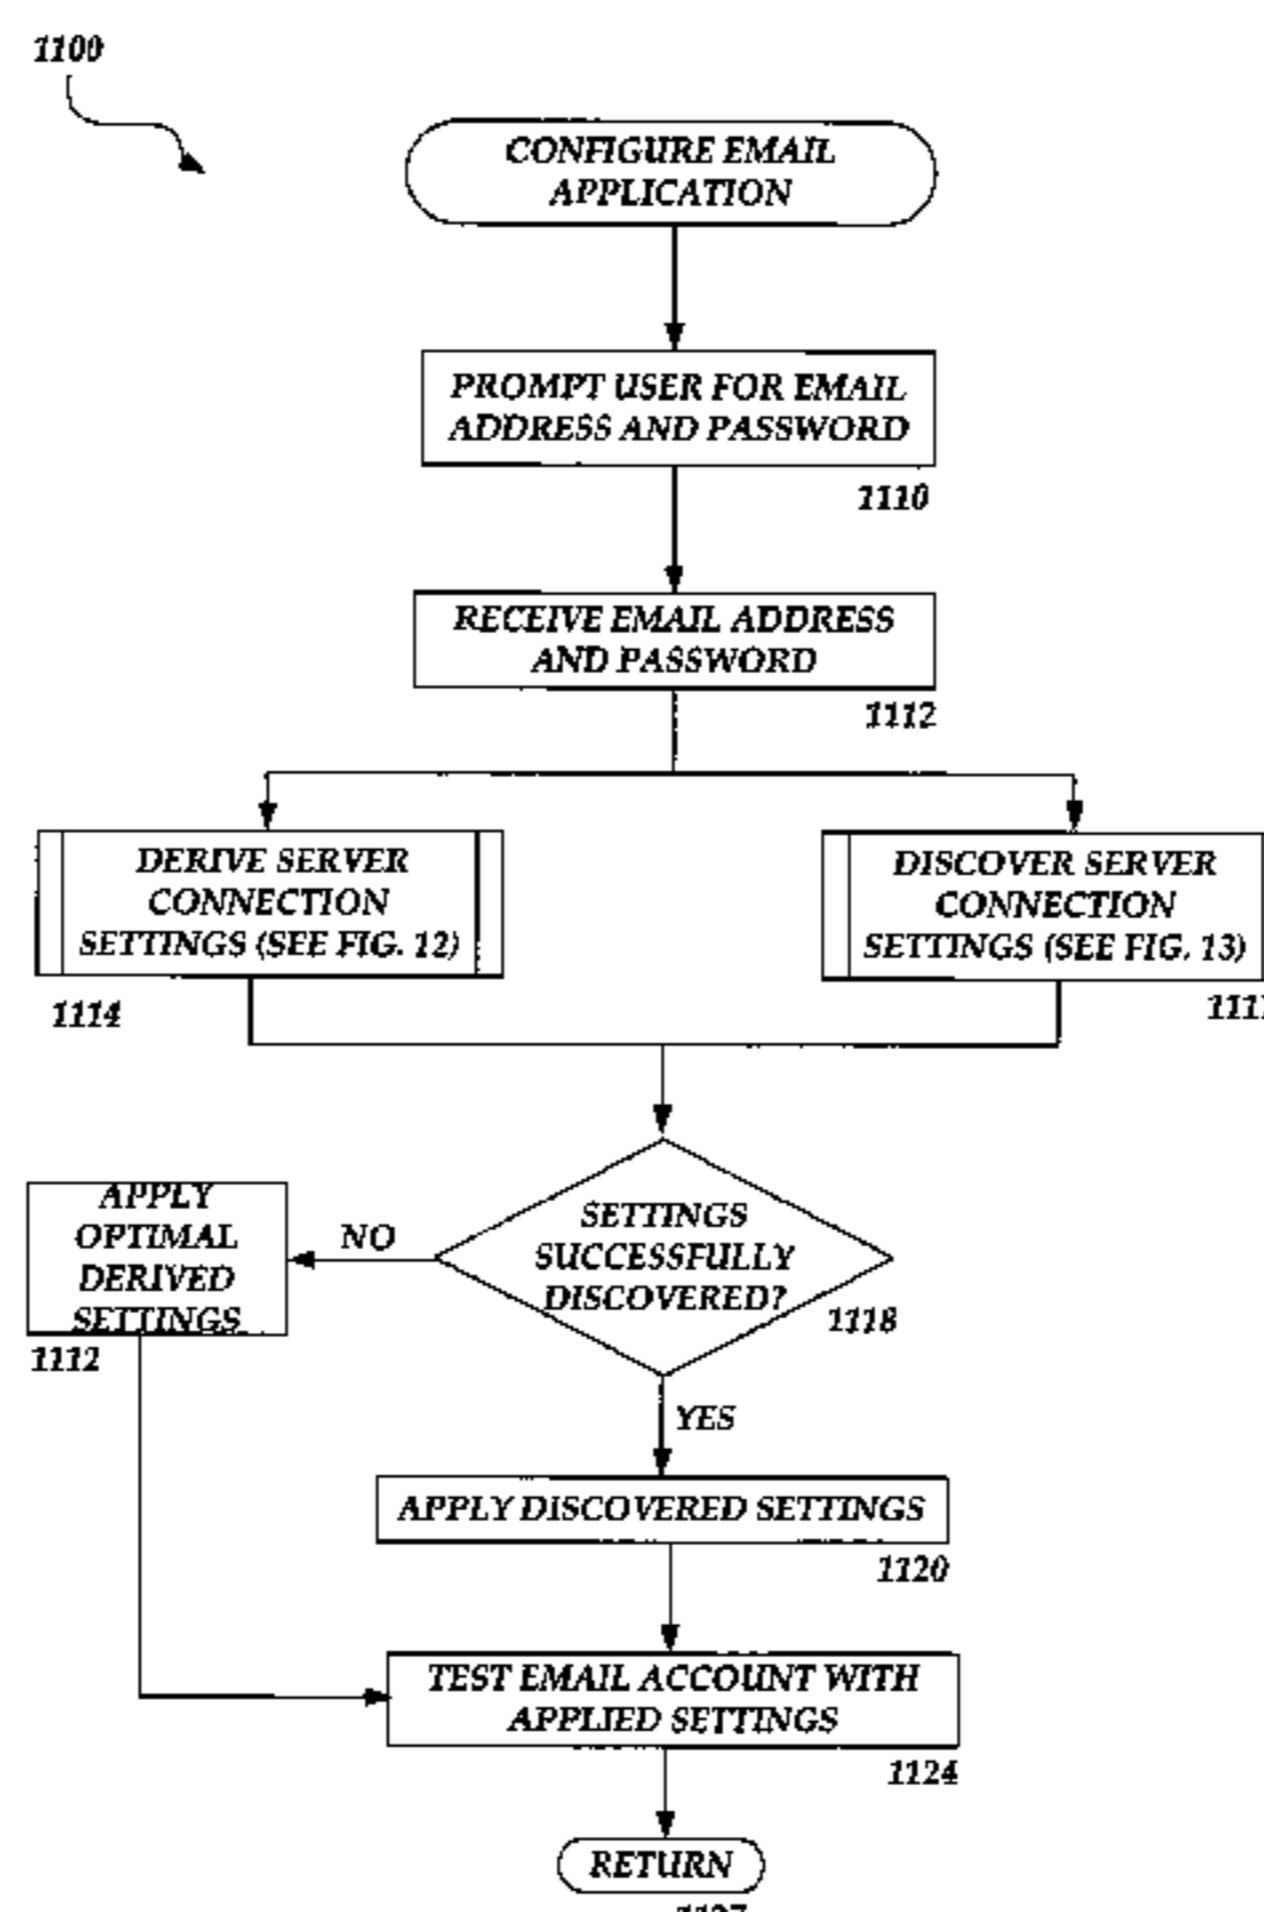 1100
CONFIGURE EMAIL
APPLICATION
PROMPT USER FOR EMAIL
ADDRESS AND PASSWORD
1110
RECEIVE EMAIL ADDRESS
AND PASSWORD
1112
DERIVE SERVER
CONNECTION
SETTINGS (SEE FIG. 12)
1114
DISCOVER SERVER
CONNECTION
SETTINGS (SEE FIG. 13)
SETTINGS
SUCCESSFULLY
DISCOVERED?
1118
NO
APPLY
OPTIMAL
DERIVED
SETTINGS
1112
YES
APPLY DISCOVERED SETTINGS
1120
TEST EMAIL ACCOUNT WITH
APPLIED SETTINGS
1124
RETURN